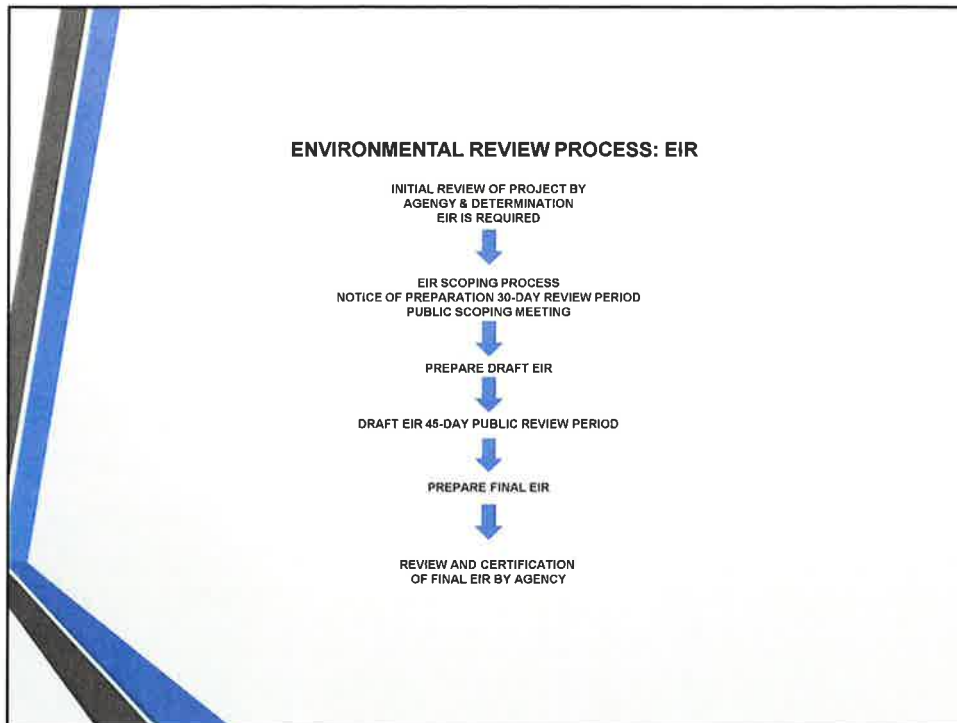 ENVIRONMENTAL REVIEW PROCESS: EIR
INITIAL REVIEW OF PROJECT BY
AGENCY & DETERMINATION
EIR IS REQUIRED
EIR SCOPING PROCESS
NOTICE OF PREPARATION 30-DAY REVIEW PERIOD
PUBLIC SCOPING MEETING
PREPARE DRAFT EIR
DRAFT EIR 45-DAY PUBLIC REVIEW PERIOD
PREPARE FINAL EIR
REVIEW AND CERTIFICATION
OF FINAL EIR BY AGENCY